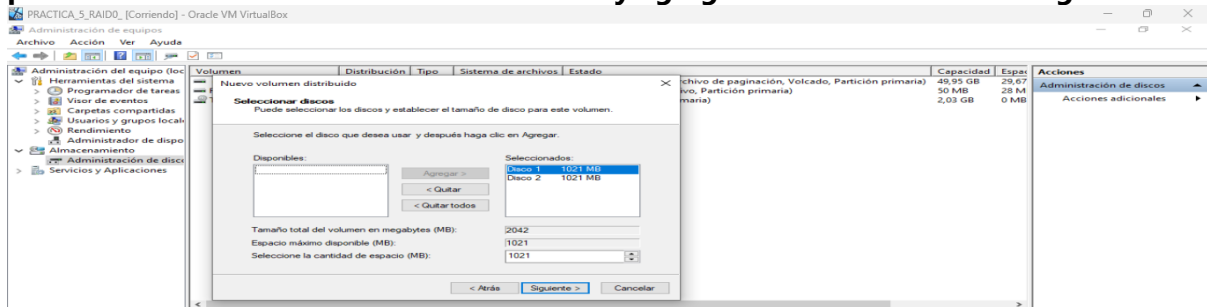 PRACTICA_5_RAID0_ [Corriendo] - Oracle VM VirtualBox
Administración de equipos
Archivo Acción Ver Ayuda
Administración del equipo (loc
Herramientas del sistema
Programador de tareas
Visor de eventos
Carpetas compartidas
Usuarios y grupos locale
Rendimiento
Administrador de dispo
Almacenamiento
Administración de disco
Servicios y Aplicaciones
Volumen Distribución Tipo Sistema de archivos Estado Capacidad Espac
chivo de paginación, Volcado, Partición primaria) 49,95 GB 29,67
vo, Partición primaria) 50 MB 28 M
maria) 2,03 GB 0 MB
Nuevo volumen distribuido
Seleccionar discos
Puede seleccionar los discos y establecer el tamaño de disco para este volumen.
Seleccione el disco que desea usar y después haga clic en Agregar.
Disponibles:
Agregar >
< Quitar
< Quitar todos
Seleccionados:
Disco 1 1021 MB
Disco 2 1021 MB
Tamaño total del volumen en megabytes (MB): 2042
Espacio máximo disponible (MB): 1021
Seleccione la cantidad de espacio (MB): 1021
< Atrás Siguiente > Cancelar
Acciones
Administración de discos
Acciones adicionales